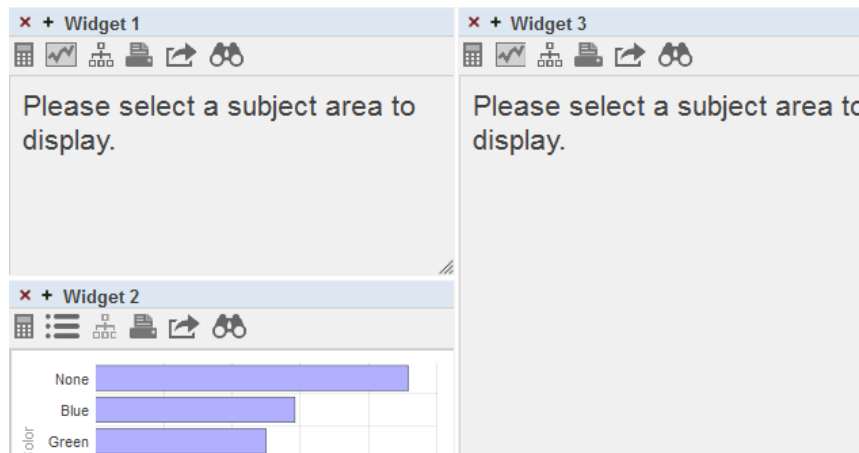 Widget 1
Please select a subject area to
display.
Widget 2
None
Blue
Green
Color
Widget 3
Please select a subject area to
display.